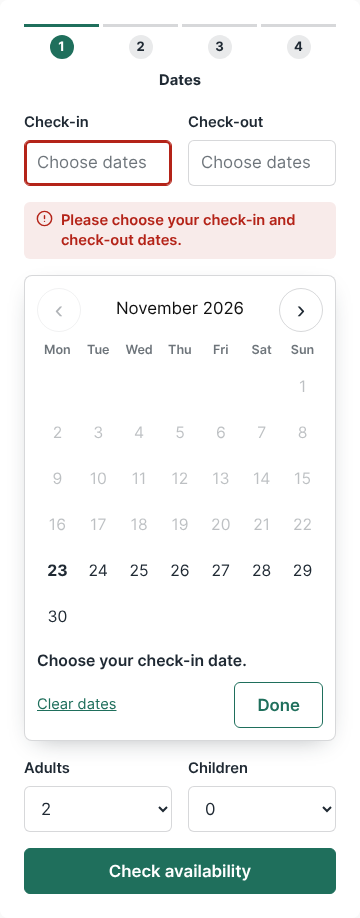 1 2 3 4
Dates
Check-in Check-out
Choose dates Choose dates
Please choose your check-in and
check-out dates.
‹ November 2026 ›
Mon Tue Wed Thu Fri Sat Sun
1
2 3 4 5 6 7 8
9 10 11 12 13 14 15
16 17 18 19 20 21 22
23 24 25 26 27 28 29
30
Choose your check-in date.
Clear dates Done
Adults Children
2 0
Check availability